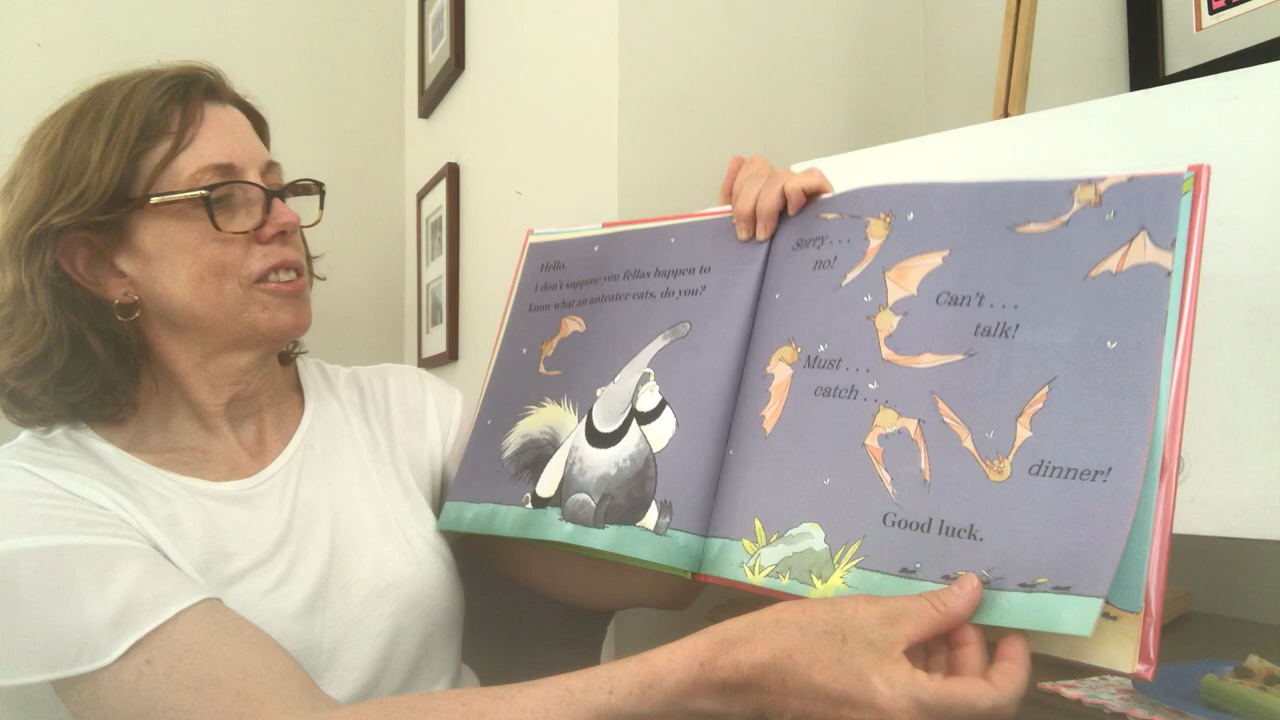 Hello,
I don't suppose you fellas happen to
know what an anteater eats, do you?
Sorry . . .
no!
Can't . . .
talk!
Must . . .
catch . . .
dinner!
Good luck.